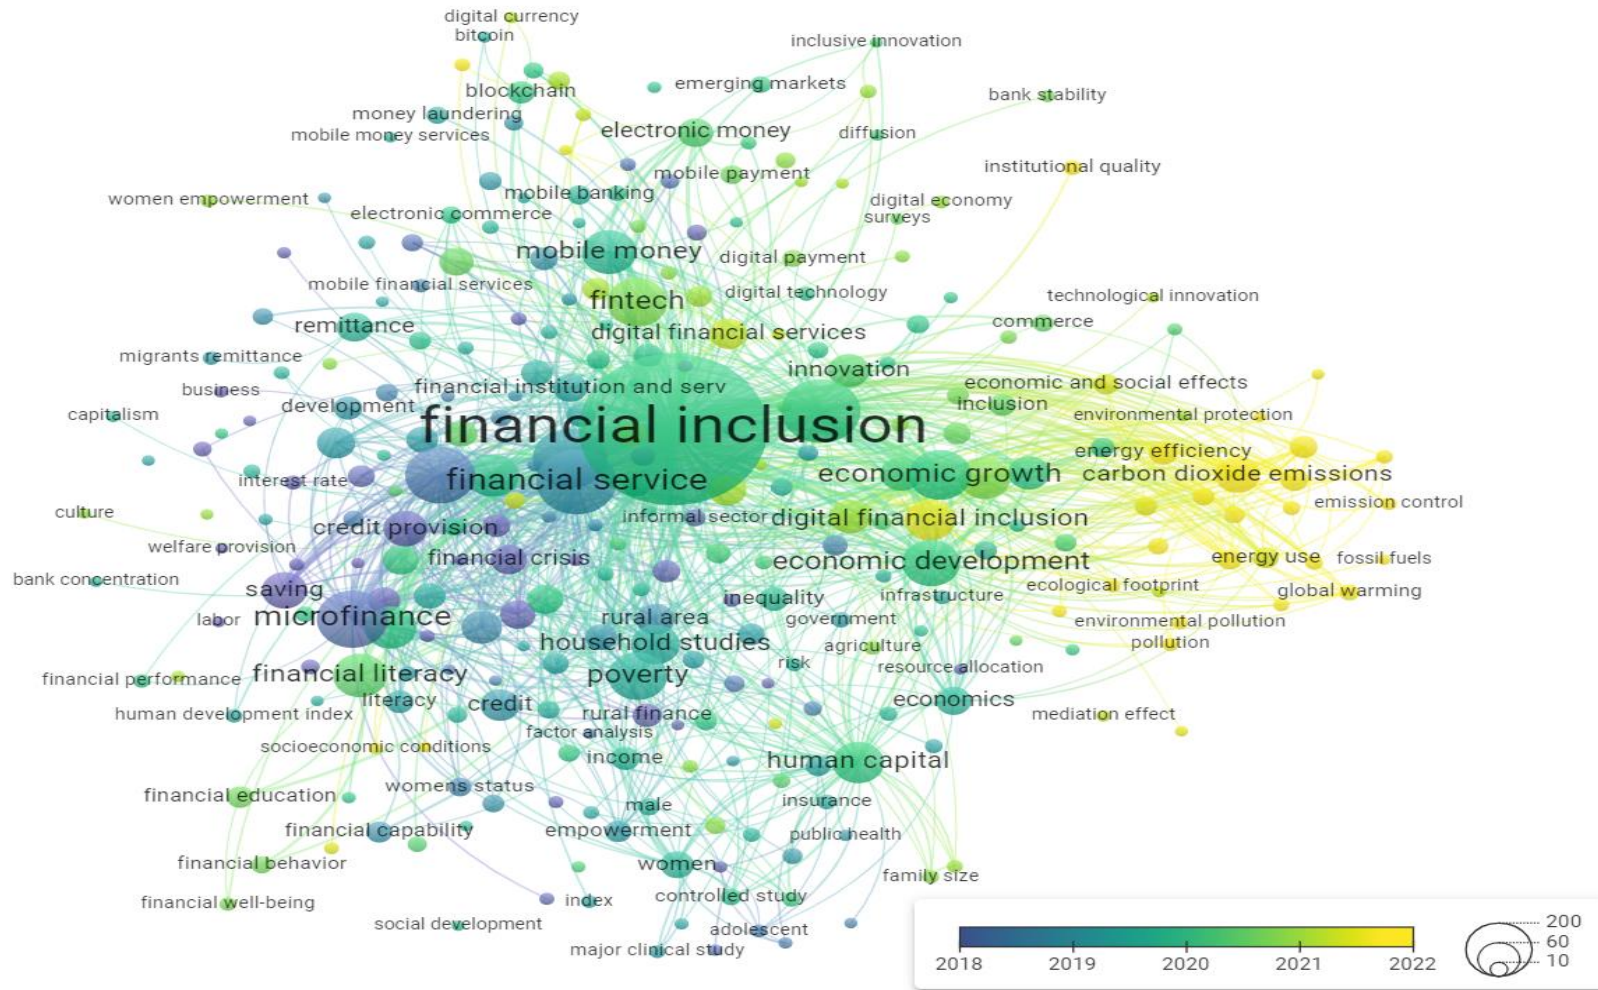 digital currency
bitcoin
inclusive innovation
emerging markets
blockchain
bank stability
money laundering
electronic money
mobile money services
diffusion
institutional quality
mobile payment
mobile banking
women empowerment
digital economy
electronic commerce
surveys
mobile money
digital payment
mobile financial services
digital technology
technological innovation
fintech
commerce
remittance
digital financial services
migrants remittance
innovation
economic and social effects
business
financial institution and serv
inclusion
development
capitalism
environmental protection
financial inclusion
energy efficiency
interest rate
financial service
economic growth
carbon dioxide emissions
emission control
culture
informal sector
digital financial inclusion
credit provision
welfare provision
financial crisis
economic development
energy use
fossil fuels
bank concentration
saving
inequality
infrastructure
ecological footprint
global warming
labor
microfinance
rural area
government
environmental pollution
household studies
agriculture
pollution
financial performance
financial literacy
poverty
risk
resource allocation
literacy
credit
economics
human development index
rural finance
mediation effect
factor analysis
socioeconomic conditions
income
human capital
womens status
financial education
male
insurance
financial capability
empowerment
public health
financial behavior
women
family size
financial well-being
index
controlled study
social development
adolescent
major clinical study
2018
2019
2020
2021
2022
200
60
10